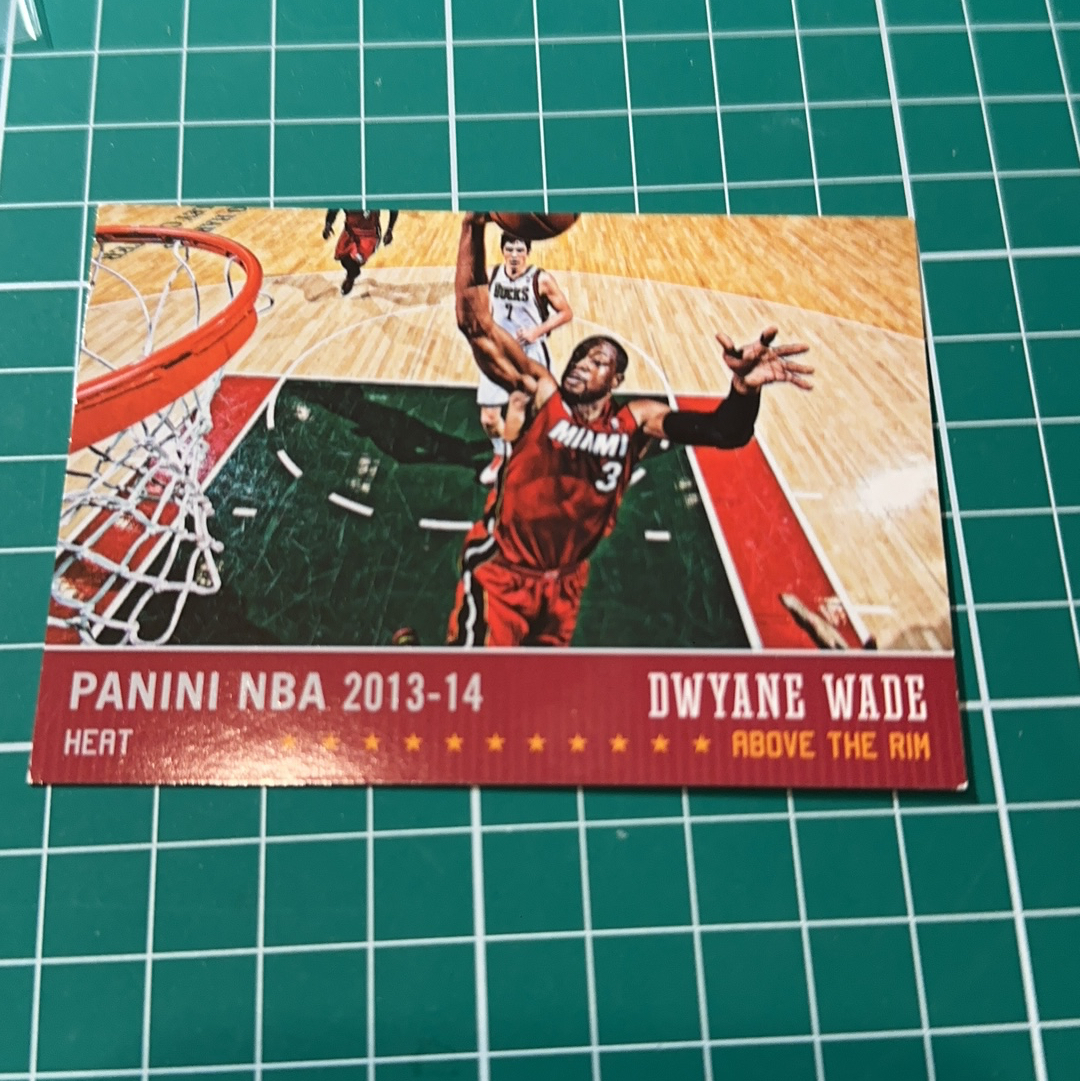 BUCKS
7
MIAMI
3
PANINI NBA 2013-14
DWYANE WADE
HEAT
ABOVE THE RIM